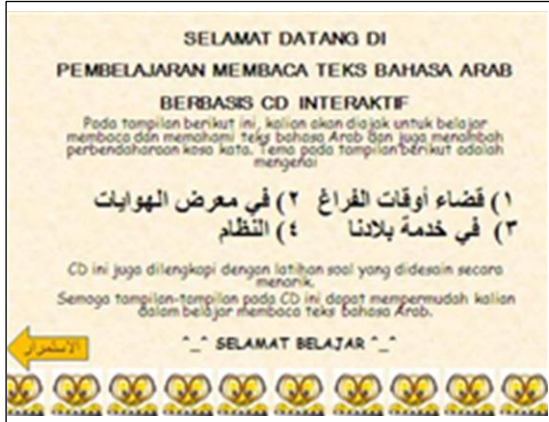 SELAMAT DATANG DI
PEMBELAJARAN MEMBACA TEKS BAHASA ARAB
BERBASIS CD INTERAKTIF
Pada tampilan berikut ini, kalian akan diajak untuk belajar
membaca dan memahami teks bahasa Arab dan juga menambah
perbendaharaan kosa kata. Tema pada tampilan berikut adalah
mengenai
١) قضاء أوقات الفراغ ٢) في معرض الهوايات
٣) في خدمة بلادنا ٤) النظام
CD ini juga dilengkapi dengan latihan soal yang didesain secara
menarik.
Semoga tampilan-tampilan pada CD ini dapat mempermudah kalian
dalam belajar membaca teks bahasa Arab.
الاستمرار
^_^ SELAMAT BELAJAR ^_^